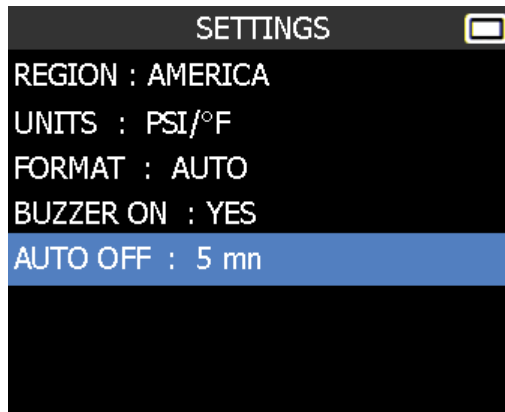 SETTINGS
REGION : AMERICA
UNITS : PSI/°F
FORMAT : AUTO
BUZZER ON : YES
AUTO OFF : 5 mn